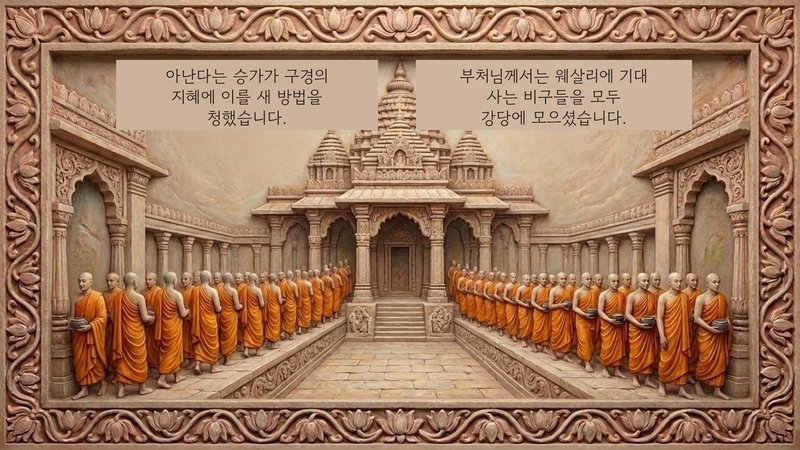 아난다는 승가가 구경의
지혜에 이를 새 방법을
청했습니다.
부처님께서는 웨살리에 기대
사는 비구들을 모두
강당에 모으셨습니다.